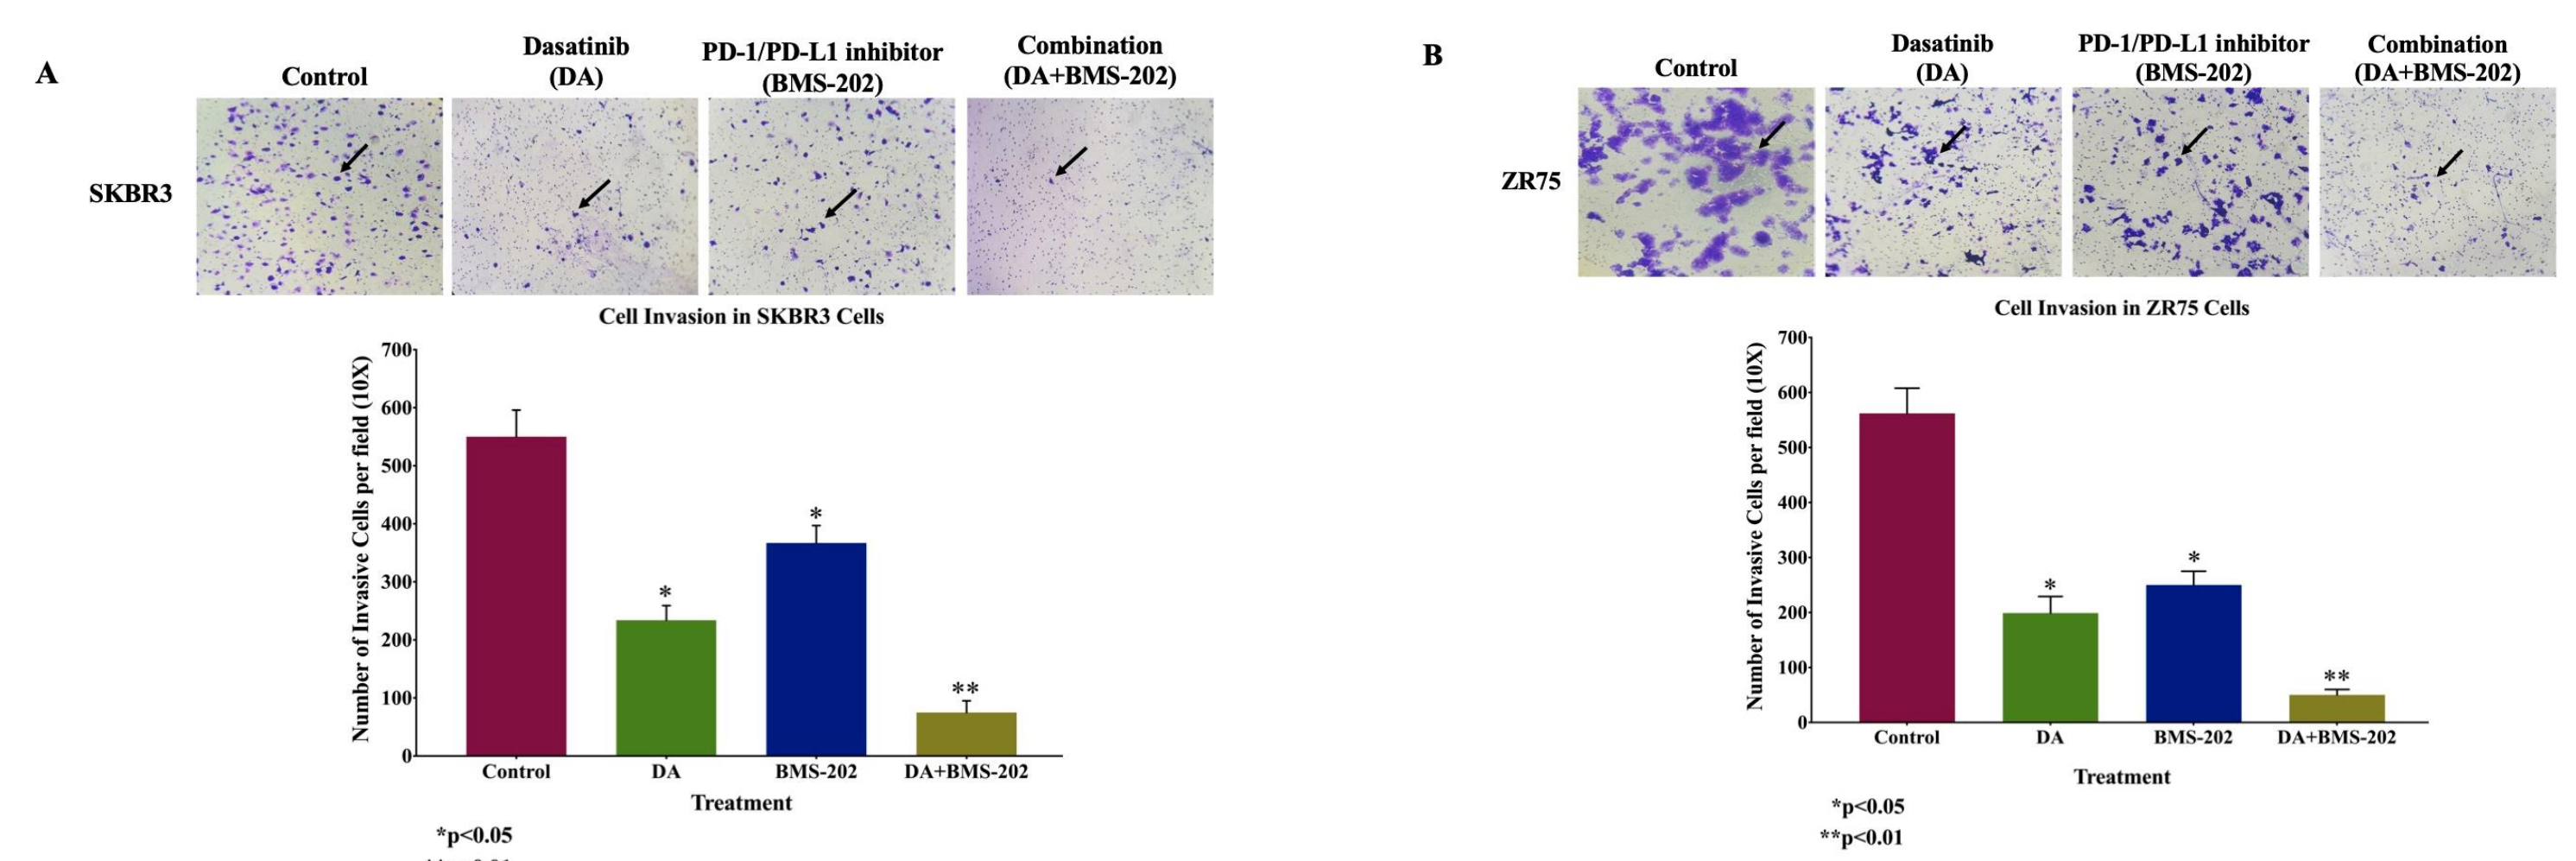 A
Control
Dasatinib
(DA)
PD-1/PD-L1 inhibitor
(BMS-202)
Combination
(DA+BMS-202)
SKBR3
Cell Invasion in SKBR3 Cells
Number of Invasive Cells per field (10X)
700
600
500
400
300
200
100
0
*
*
**
Control
DA
BMS-202
DA+BMS-202
Treatment
*p<0.05
B
Control
Dasatinib
(DA)
PD-1/PD-L1 inhibitor
(BMS-202)
Combination
(DA+BMS-202)
ZR75
Cell Invasion in ZR75 Cells
Number of Invasive Cells per field (10X)
700
600
500
400
300
200
100
0
*
*
**
Control
DA
BMS-202
DA+BMS-202
Treatment
*p<0.05
**p<0.01